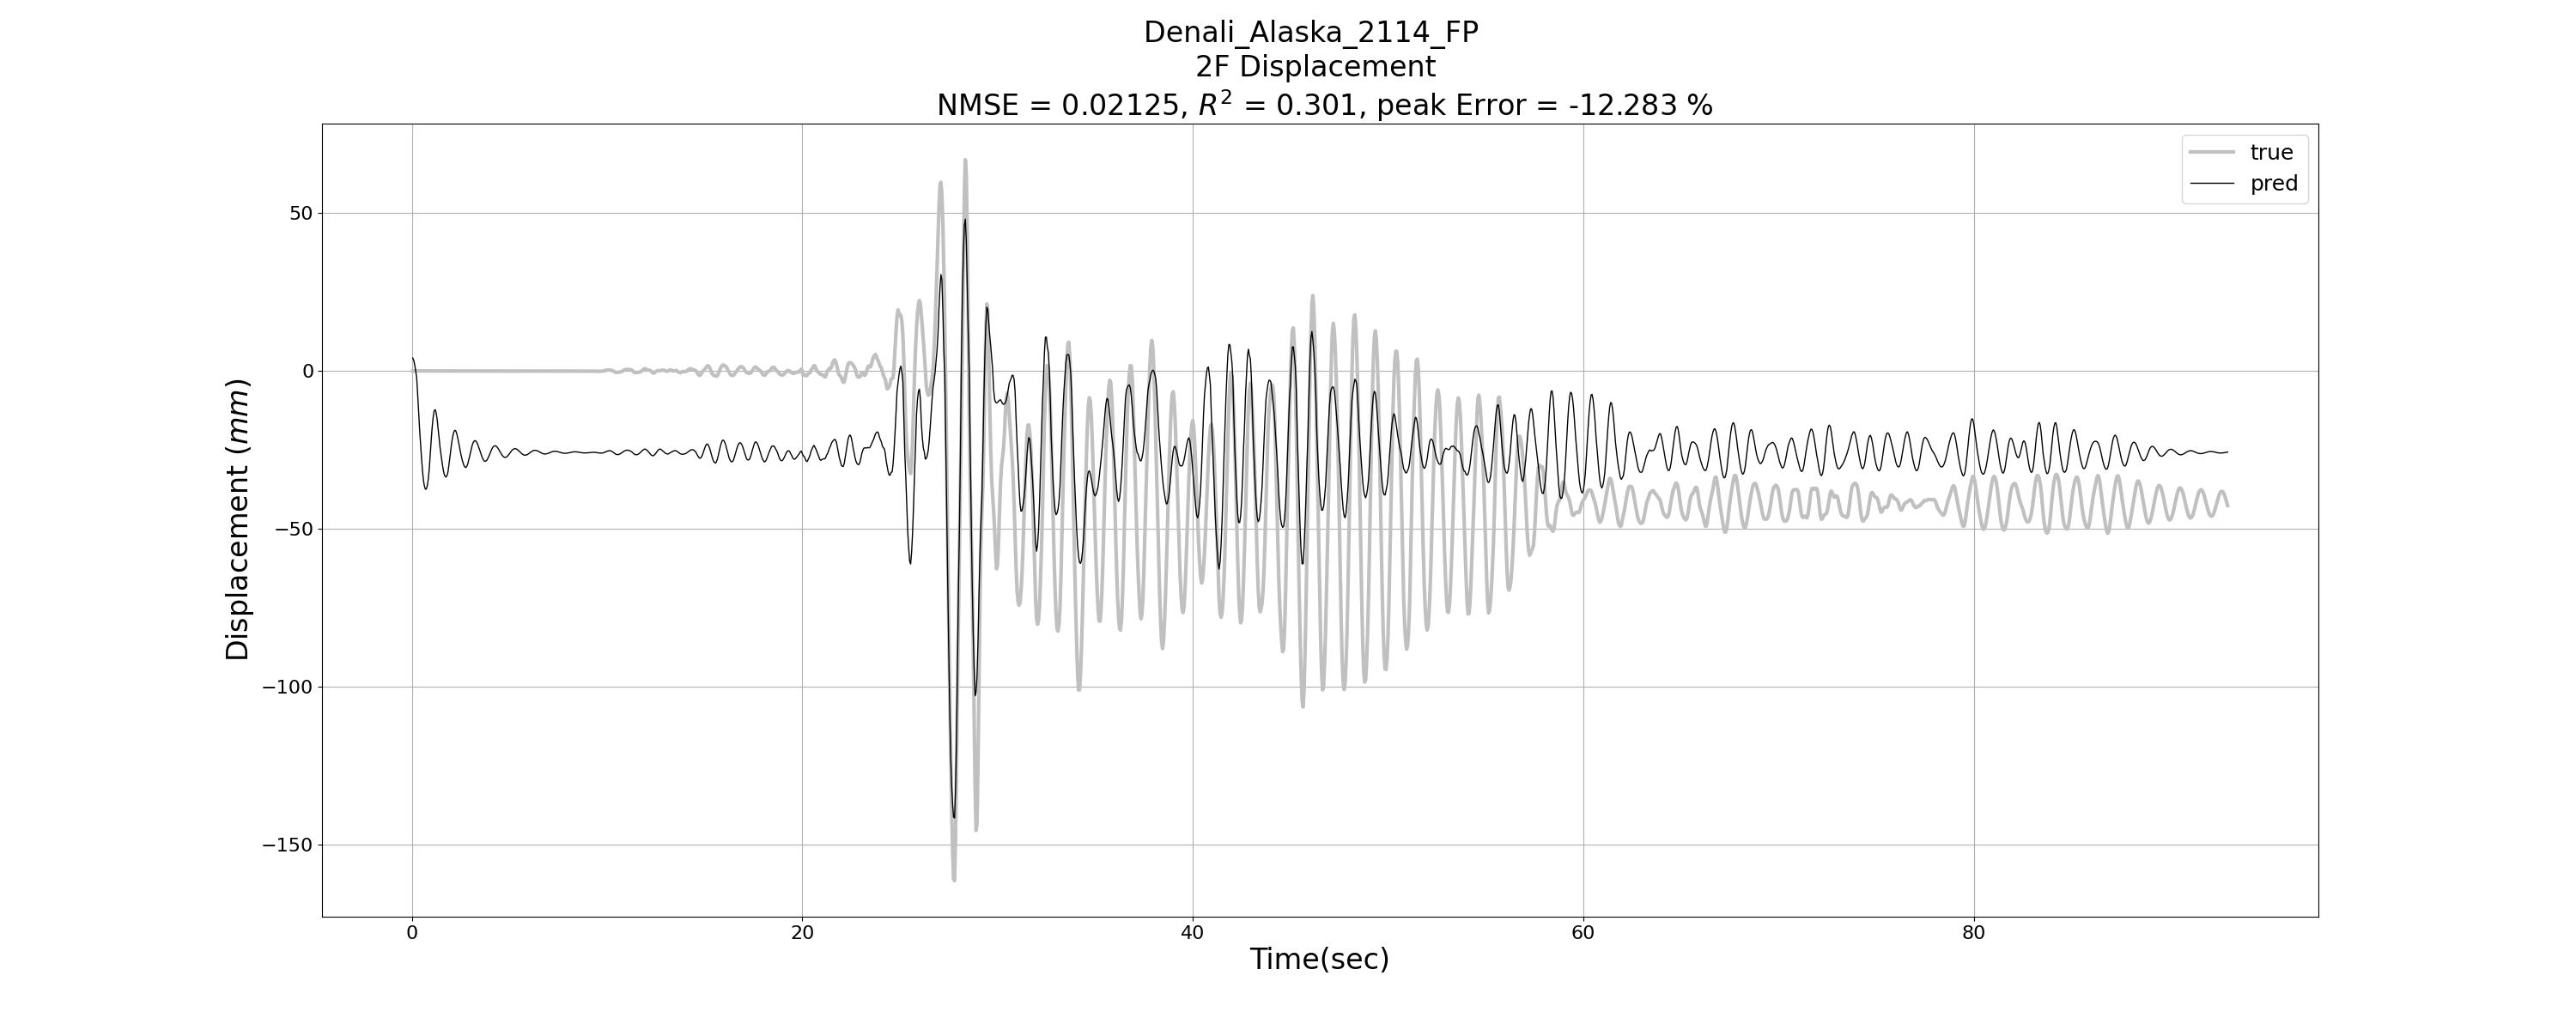 Denali_Alaska_2114_FP
2F Displacement
NMSE = 0.02125, R² = 0.301, peak Error = -12.283 %
true
pred
50
0
−50
−100
−150
Displacement (mm)
0 20 40 60 80
Time(sec)